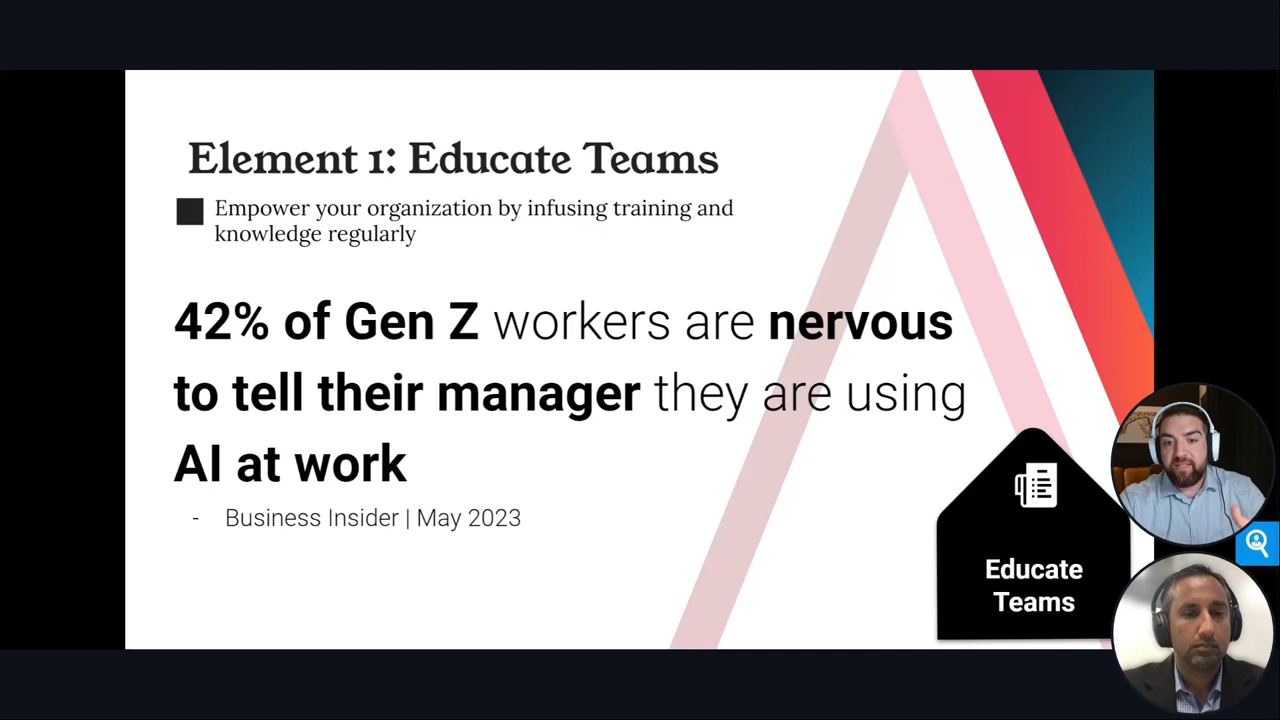 Element 1: Educate Teams
Empower your organization by infusing training and
knowledge regularly
42% of Gen Z workers are nervous
to tell their manager they are using
AI at work
- Business Insider | May 2023
Educate
Teams